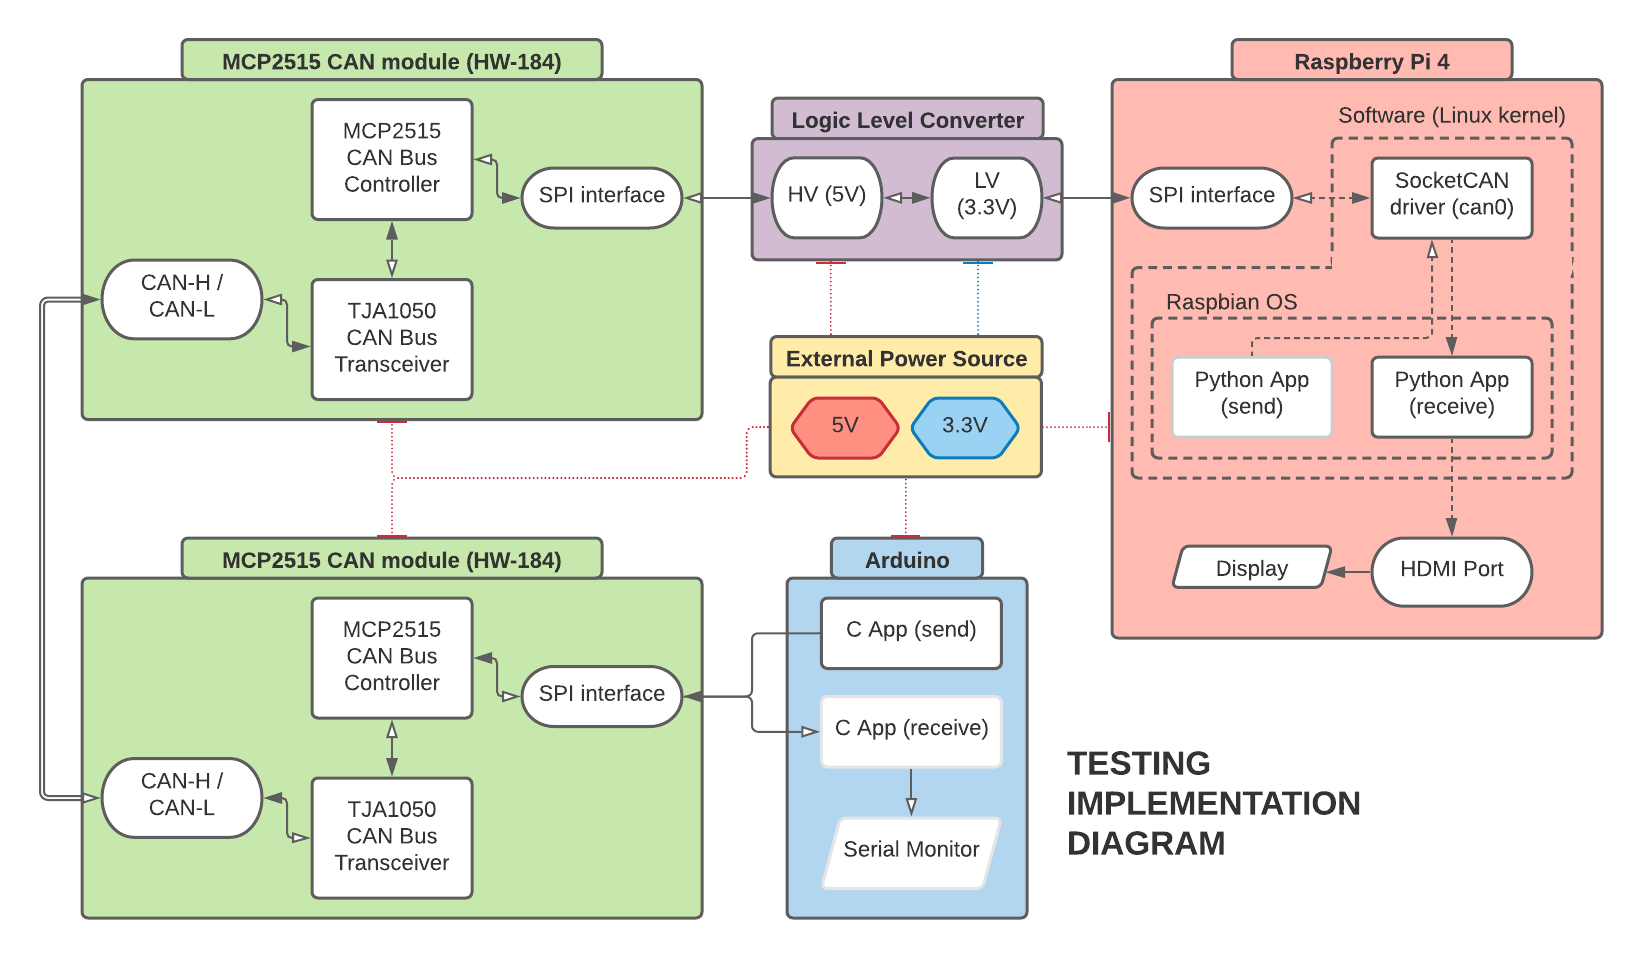 MCP2515 CAN module (HW-184)
MCP2515
CAN Bus
Controller
SPI interface
CAN-H /
CAN-L
TJA1050
CAN Bus
Transceiver
Logic Level Converter
HV (5V)
LV
(3.3V)
Raspberry Pi 4
Software (Linux kernel)
SPI interface
SocketCAN
driver (can0)
Raspbian OS
Python App
(send)
Python App
(receive)
HDMI Port
Display
External Power Source
5V
3.3V
MCP2515 CAN module (HW-184)
MCP2515
CAN Bus
Controller
SPI interface
CAN-H /
CAN-L
TJA1050
CAN Bus
Transceiver
Arduino
C App (send)
C App (receive)
Serial Monitor
TESTING
IMPLEMENTATION
DIAGRAM